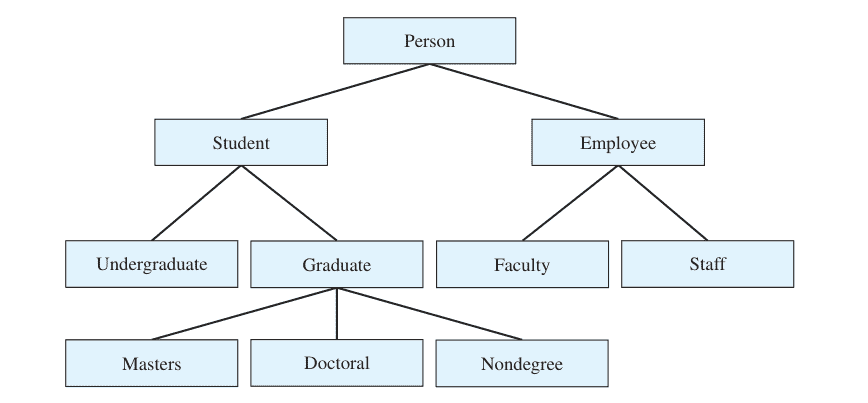 Person
Student
Employee
Undergraduate
Graduate
Faculty
Staff
Masters
Doctoral
Nondegree